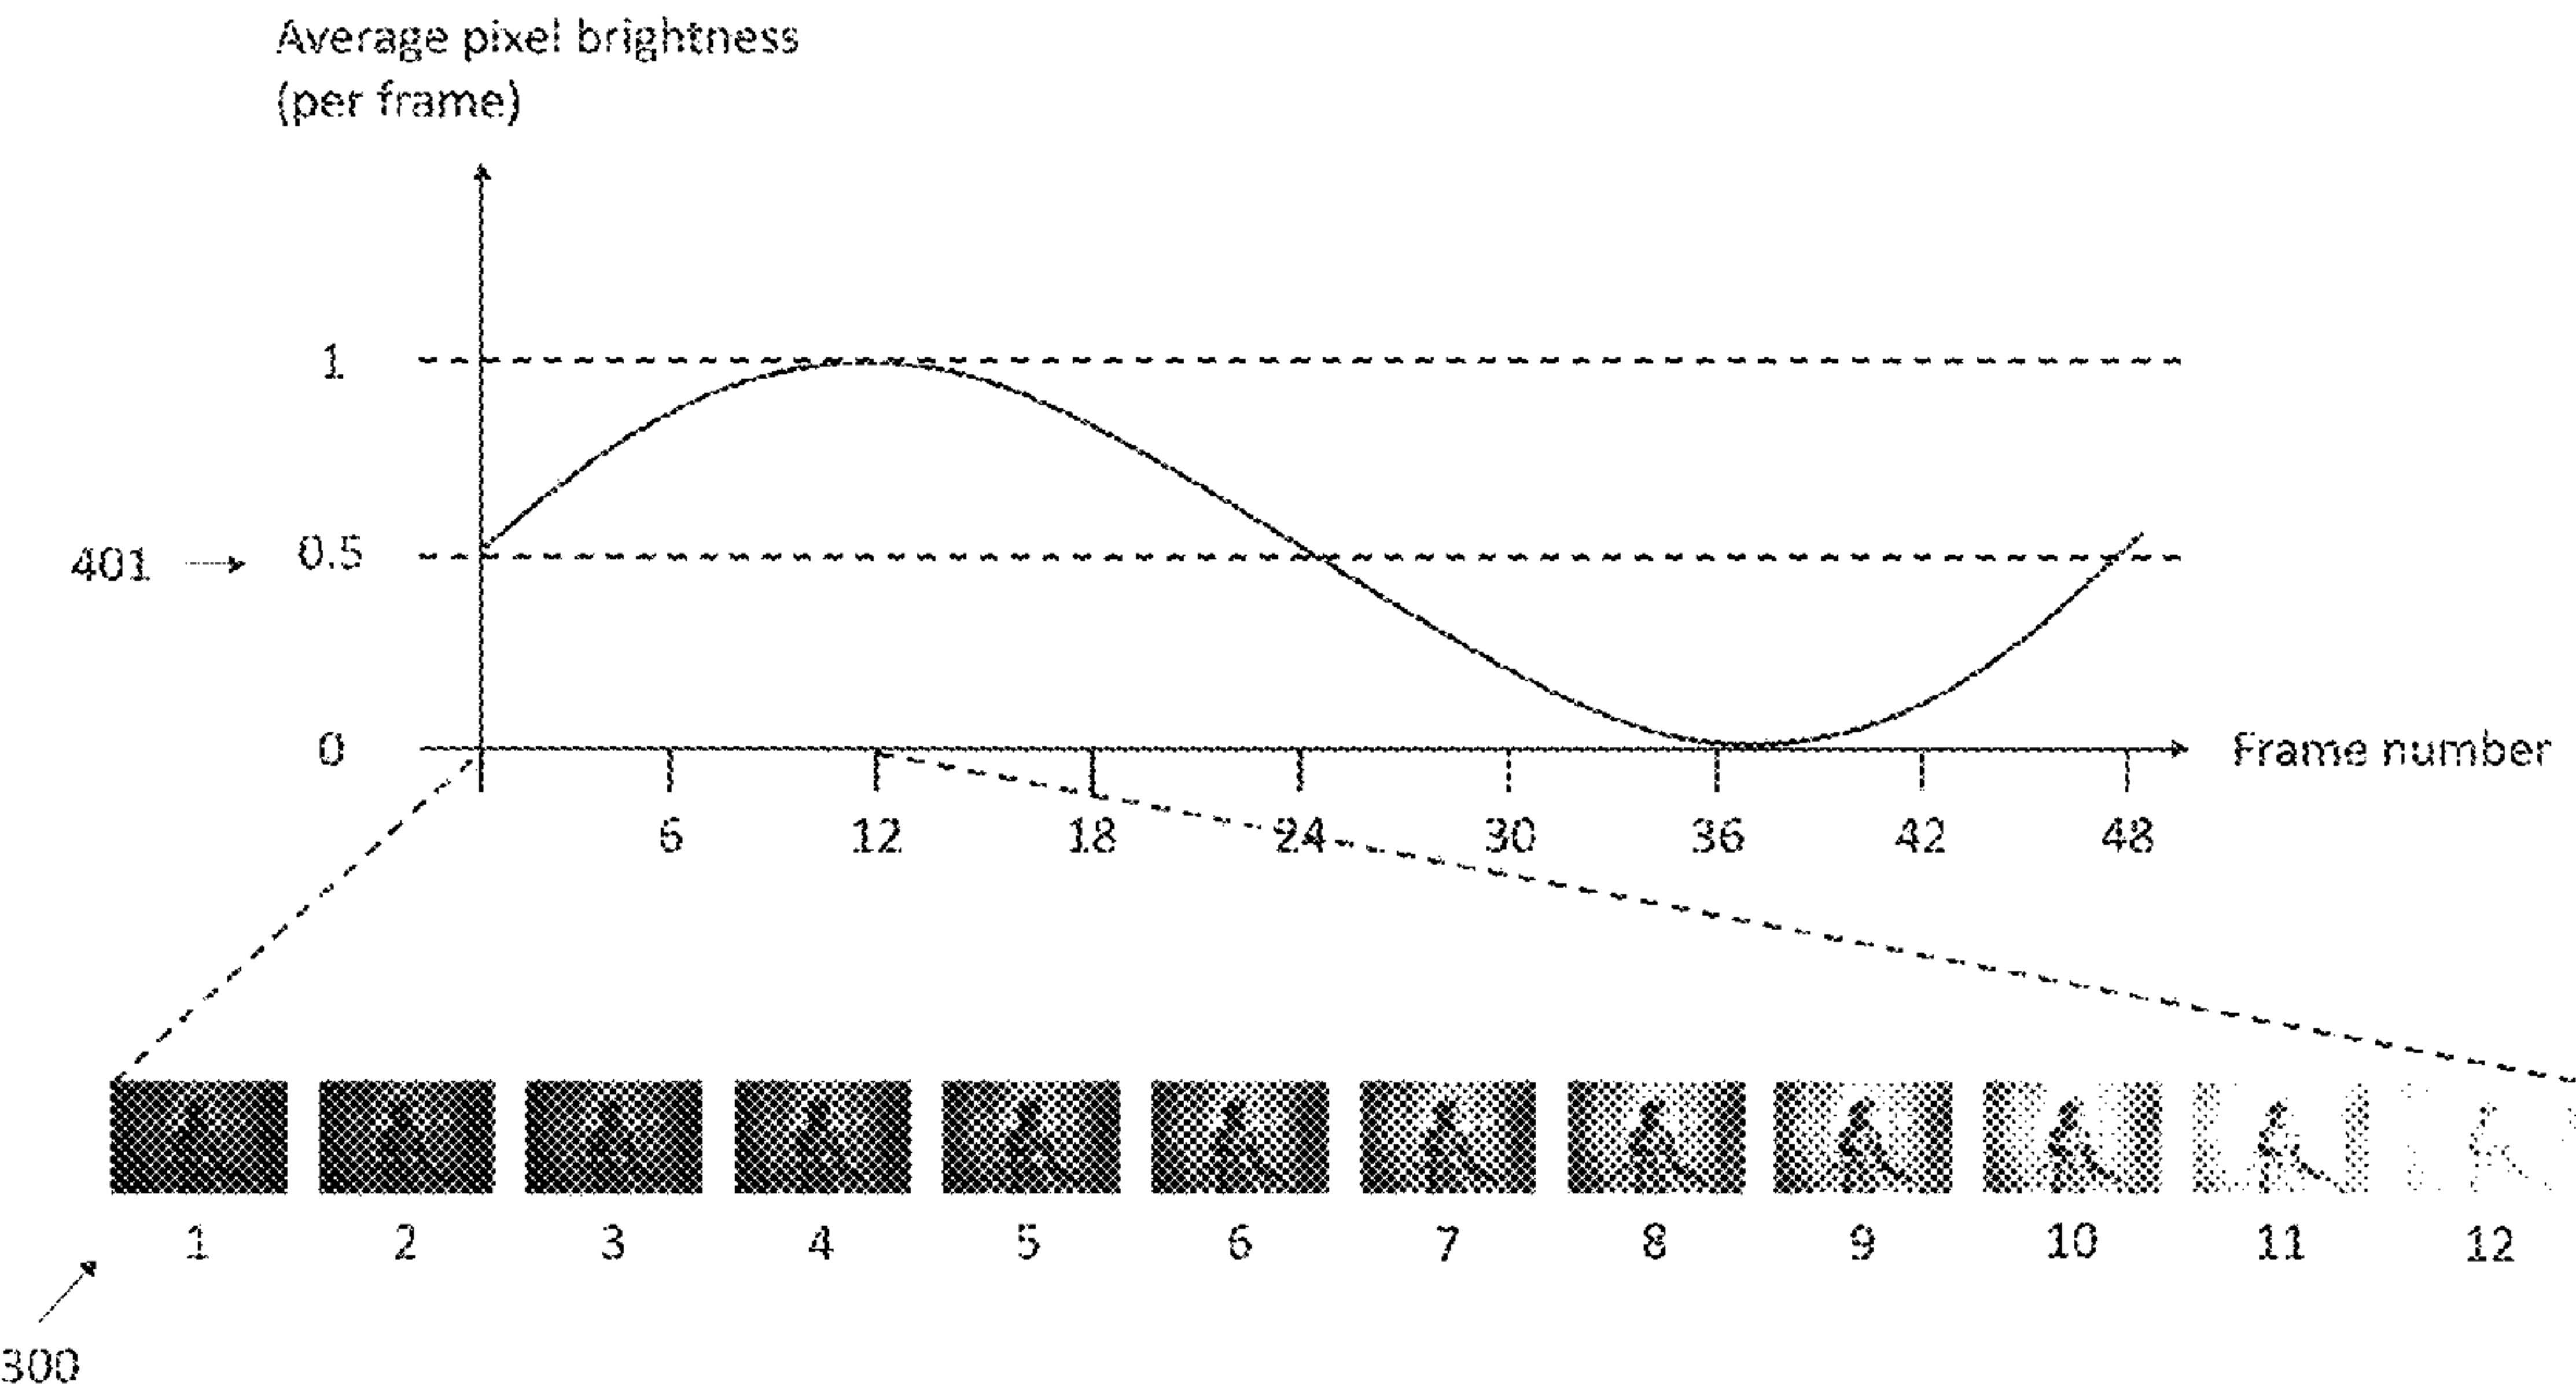 Average pixel brightness
(per frame)
1
401
0.5
0
Frame number
6 12 18 24 30 36 42 48
1 2 3 4 5 6 7 8 9 10 11 12
300